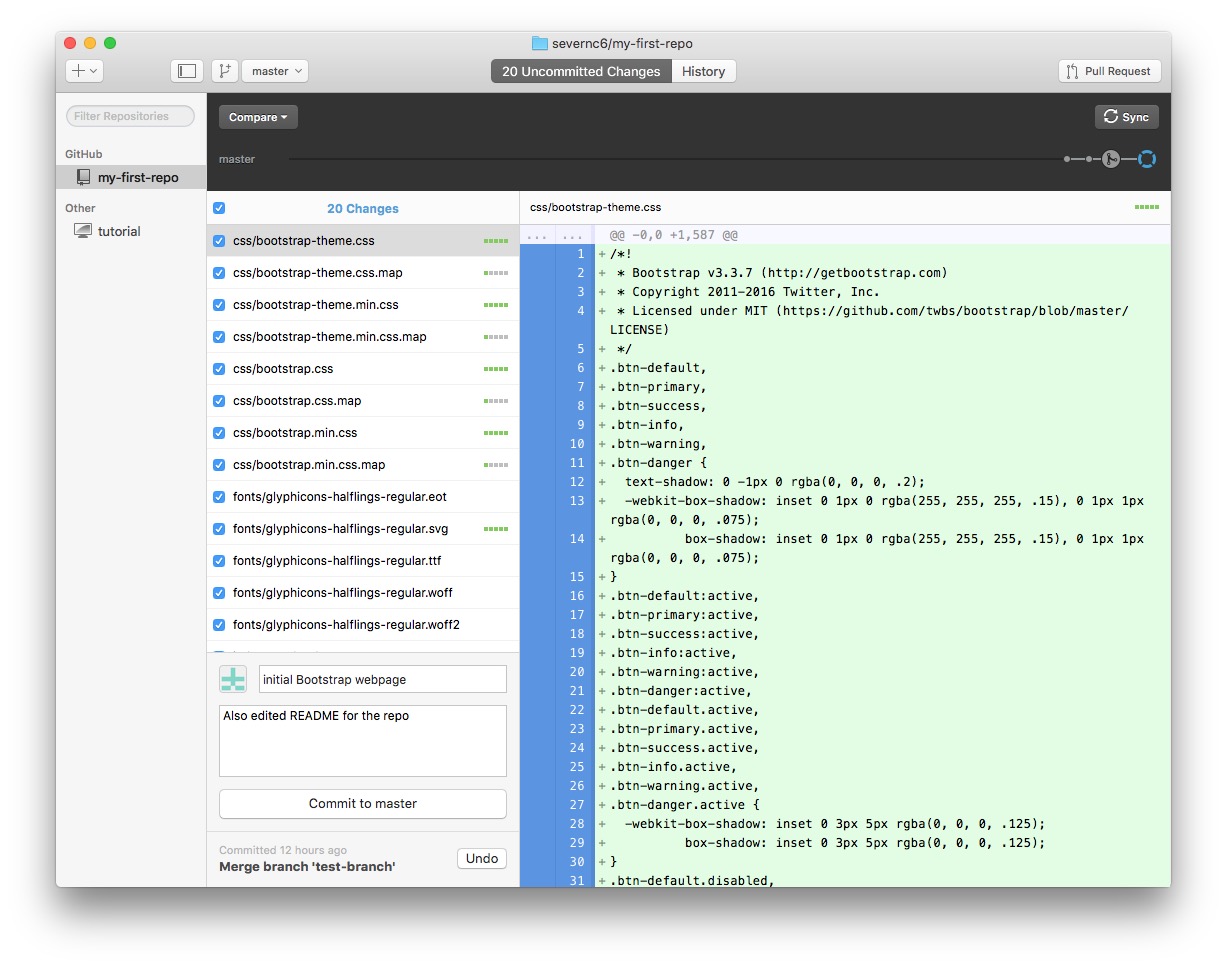 severnc6/my-first-repo
master
20 Uncommitted Changes
History
Pull Request
Filter Repositories
GitHub
my-first-repo
Other
tutorial
Compare
Sync
master
20 Changes
css/bootstrap-theme.css
css/bootstrap-theme.css.map
css/bootstrap-theme.min.css
css/bootstrap-theme.min.css.map
css/bootstrap.css
css/bootstrap.css.map
css/bootstrap.min.css
css/bootstrap.min.css.map
fonts/glyphicons-halflings-regular.eot
fonts/glyphicons-halflings-regular.svg
fonts/glyphicons-halflings-regular.ttf
fonts/glyphicons-halflings-regular.woff
fonts/glyphicons-halflings-regular.woff2
initial Bootstrap webpage
Also edited README for the repo
Commit to master
Committed 12 hours ago
Merge branch 'test-branch'
Undo
css/bootstrap-theme.css
... ... @@ -0,0 +1,587 @@
1 +/*!
2 + * Bootstrap v3.3.7 (http://getbootstrap.com)
3 + * Copyright 2011-2016 Twitter, Inc.
4 + * Licensed under MIT (https://github.com/twbs/bootstrap/blob/master/
LICENSE)
5 + */
6 +.btn-default,
7 +.btn-primary,
8 +.btn-success,
9 +.btn-info,
10 +.btn-warning,
11 +.btn-danger {
12 +  text-shadow: 0 -1px 0 rgba(0, 0, 0, .2);
13 +  -webkit-box-shadow: inset 0 1px 0 rgba(255, 255, 255, .15), 0 1px 1px
rgba(0, 0, 0, .075);
14 +          box-shadow: inset 0 1px 0 rgba(255, 255, 255, .15), 0 1px 1px
rgba(0, 0, 0, .075);
15 +}
16 +.btn-default:active,
17 +.btn-primary:active,
18 +.btn-success:active,
19 +.btn-info:active,
20 +.btn-warning:active,
21 +.btn-danger:active,
22 +.btn-default.active,
23 +.btn-primary.active,
24 +.btn-success.active,
25 +.btn-info.active,
26 +.btn-warning.active,
27 +.btn-danger.active {
28 +  -webkit-box-shadow: inset 0 3px 5px rgba(0, 0, 0, .125);
29 +          box-shadow: inset 0 3px 5px rgba(0, 0, 0, .125);
30 +}
31 +.btn-default.disabled,